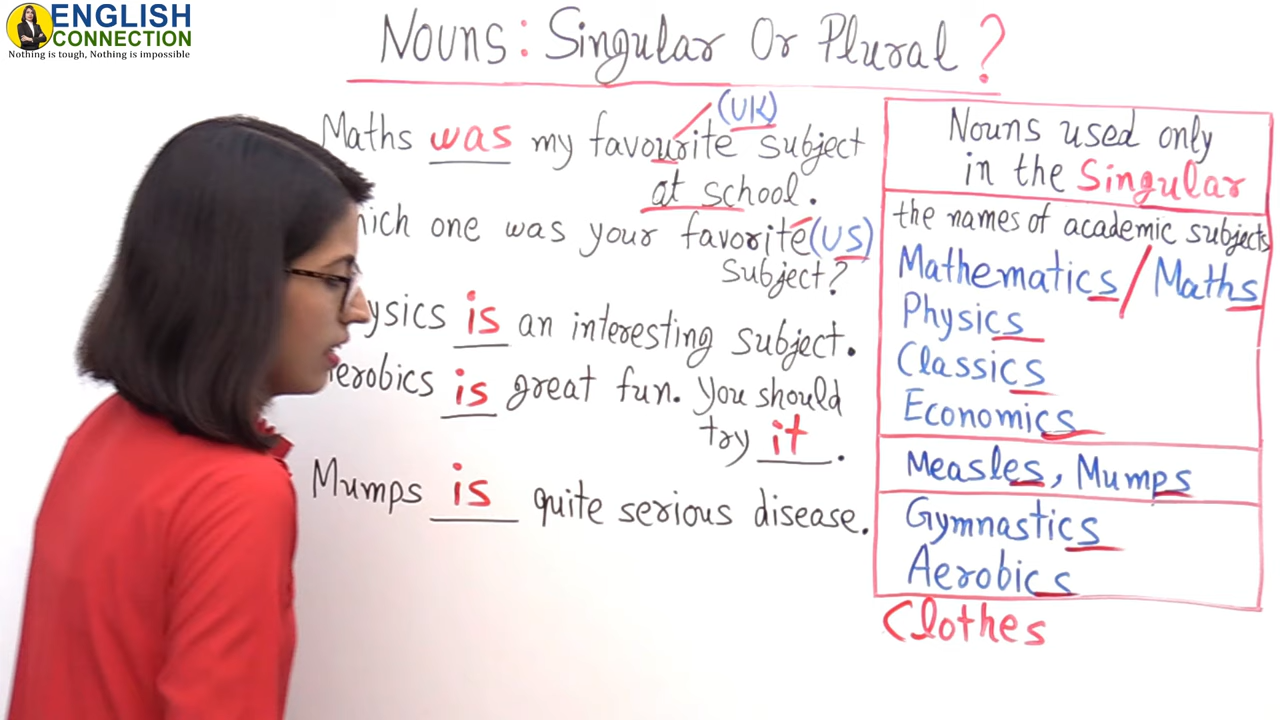 ENGLISH
CONNECTION
Nothing is tough, Nothing is impossible
Nouns: Singular Or Plural ?
(UK)
Maths was my favourite subject
at school.
hich one was your favorite (US)
subject?
ysics is an interesting subject.
erobics is great fun. You should
try it.
Mumps is quite serious disease.
Nouns used only
in the Singular
the names of academic subjects
Mathematics / Maths
Physics
Classics
Economics
Measles, Mumps
Gymnastics
Aerobics
Clothes